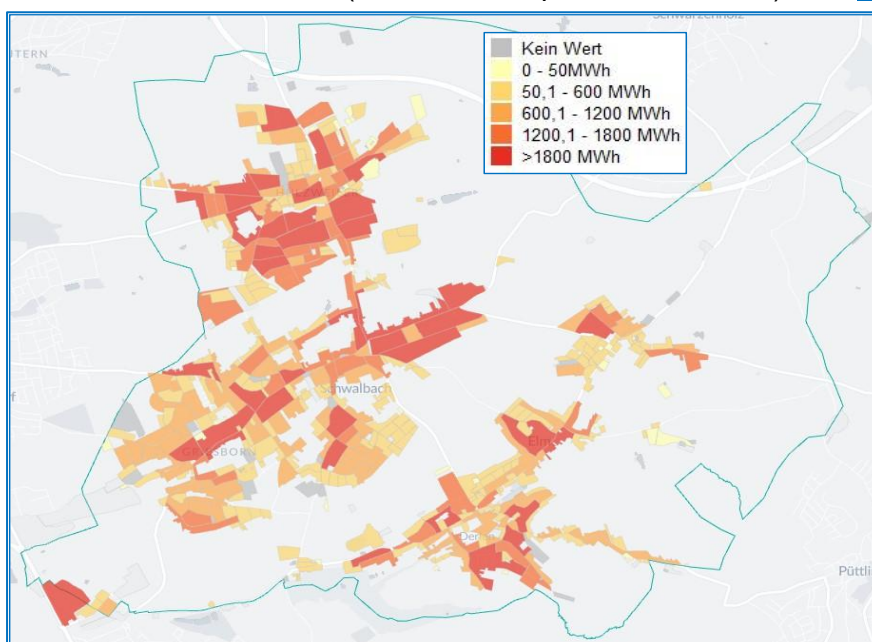 Schwarzenholz
Kein Wert
0 - 50MWh
50,1 - 600 MWh
600,1 - 1200 MWh
1200,1 - 1800 MWh
>1800 MWh
Schwalbach
Elm
Püttli